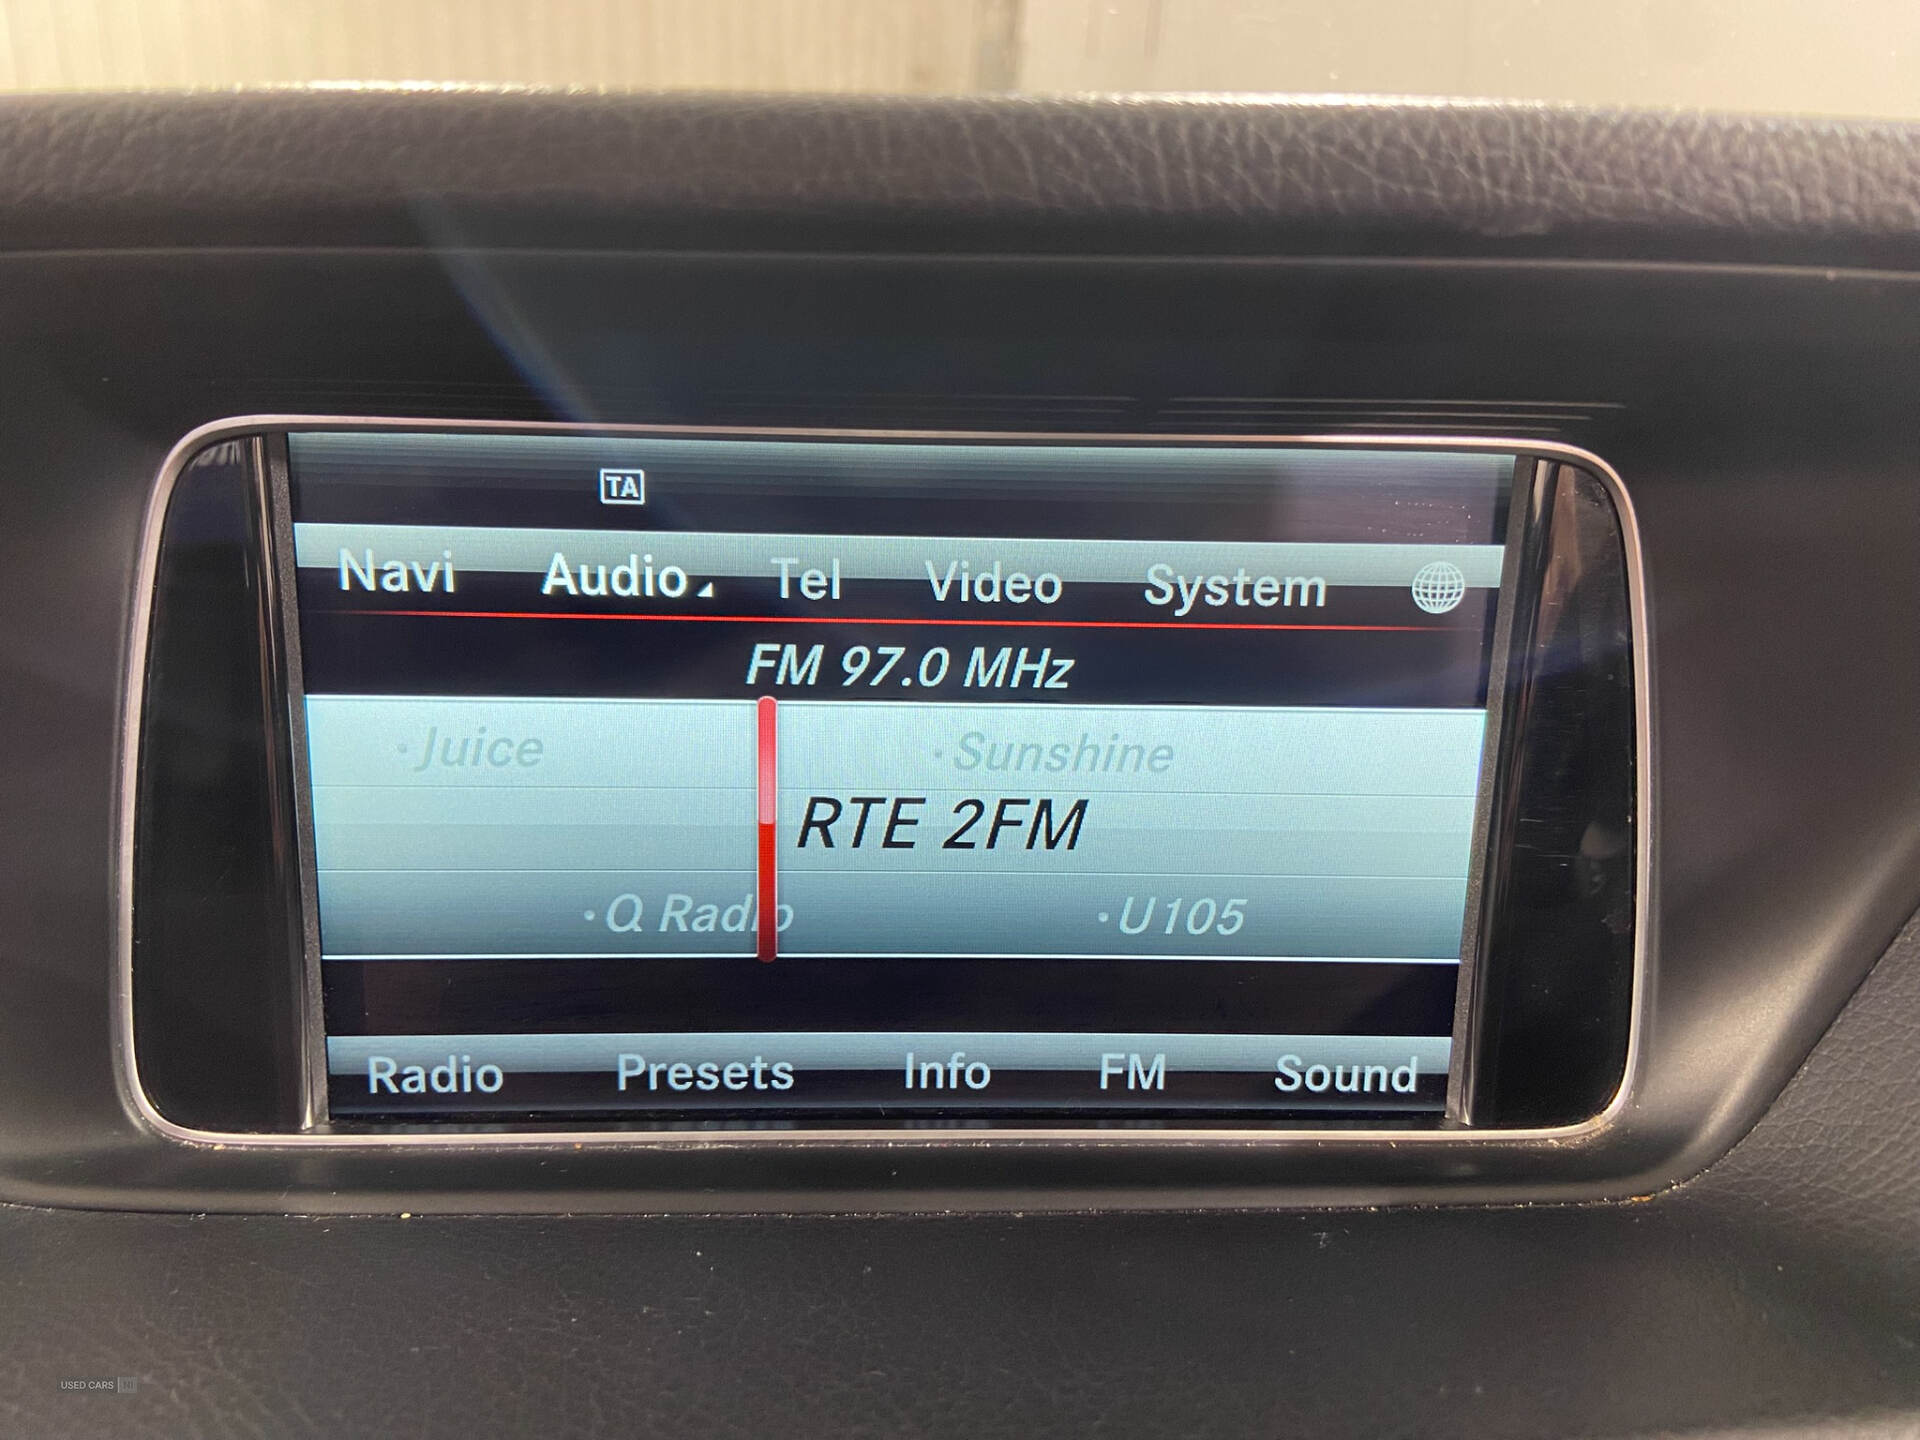 TA
Navi Audio Tel Video System
FM 97.0 MHz
·Juice ·Sunshine
RTE 2FM
·Q Radio ·U105
Radio Presets Info FM Sound
USED CARS NI